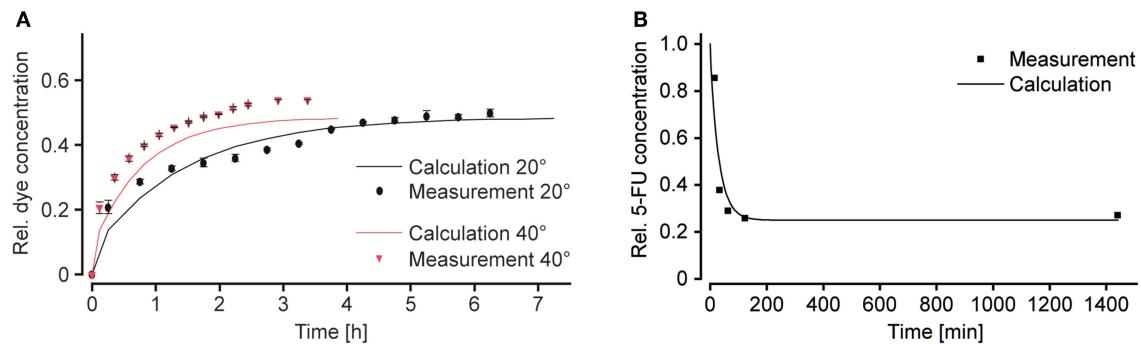 A
Rel. dye concentration
0.6
0.4
0.2
0
0 1 2 3 4 5 6 7
Time [h]
Calculation 20°
Measurement 20°
Calculation 40°
Measurement 40°
B
Rel. 5-FU concentration
1.0
0.8
0.6
0.4
0.2
0
0 200 400 600 800 1000 1200 1400
Time [min]
Measurement
Calculation